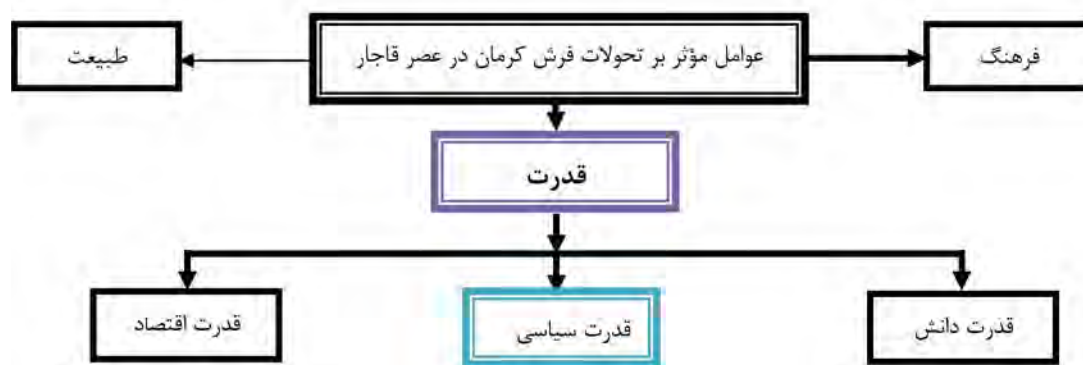 فرهنگ
عوامل مؤثر بر تحولات فرش کرمان در عصر قاجار
طبیعت
قدرت
قدرت دانش
قدرت سیاسی
قدرت اقتصاد